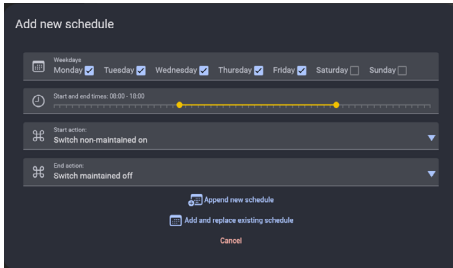 Add new schedule
Weekdays
Monday Tuesday Wednesday Thursday Friday Saturday Sunday
Start and end times: 08:00 - 18:00
Start action:
Switch non-maintained on
End action:
Switch maintained off
Append new schedule
Add and replace existing schedule
Cancel